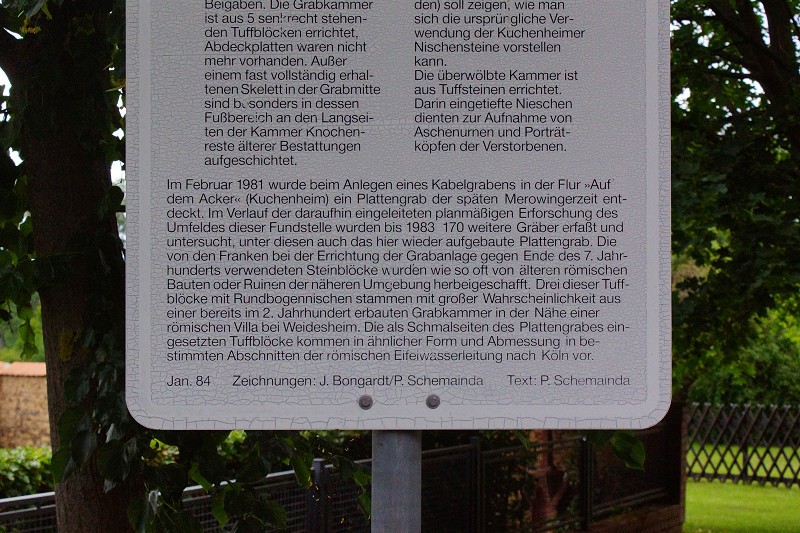 Beigaben. Die Grabkammer
ist aus 5 senkrecht stehen-
den Tuffblöcken errichtet,
Abdeckplatten waren nicht
mehr vorhanden. Außer
einem fast vollständig erhal-
tenen Skelett in der Grabmitte
sind besonders in dessen
Fußbereich an den Langsei-
ten der Kammer Knochen-
reste älterer Bestattungen
aufgeschichtet.
den) soll zeigen, wie man
sich die ursprüngliche Ver-
wendung der Kuchenheimer
Nischensteine vorstellen
kann.
Die überwölbte Kammer ist
aus Tuffsteinen errichtet.
Darin eingetiefte Nieschen
dienten zur Aufnahme von
Aschenurnen und Porträt-
köpfen der Verstorbenen.
Im Februar 1981 wurde beim Anlegen eines Kabelgrabens in der Flur »Auf
dem Acker« (Kuchenheim) ein Plattengrab der späten Merowingerzeit ent-
deckt. Im Verlauf der daraufhin eingeleiteten planmäßigen Erforschung des
Umfeldes dieser Fundstelle wurden bis 1983 170 weitere Gräber erfaßt und
untersucht, unter diesen auch das hier wieder aufgebaute Plattengrab. Die
von den Franken bei der Errichtung der Grabanlage gegen Ende des 7. Jahr-
hunderts verwendeten Steinblöcke wurden wie so oft von älteren römischen
Bauten oder Ruinen der näheren Umgebung herbeigeschafft. Drei dieser Tuff-
blöcke mit Rundbogennischen stammen mit großer Wahrscheinlichkeit aus
einer bereits im 2. Jahrhundert erbauten Grabkammer in der Nähe einer
römischen Villa bei Weidesheim. Die als Schmalseiten des Plattengrabes ein-
gesetzten Tuffblöcke kommen in ähnlicher Form und Abmessung in be-
stimmten Abschnitten der römischen Eifelwasserleitung nach Köln vor.
Jan. 84 Zeichnungen: J. Bongardt/P. Schemainda Text: P. Schemainda